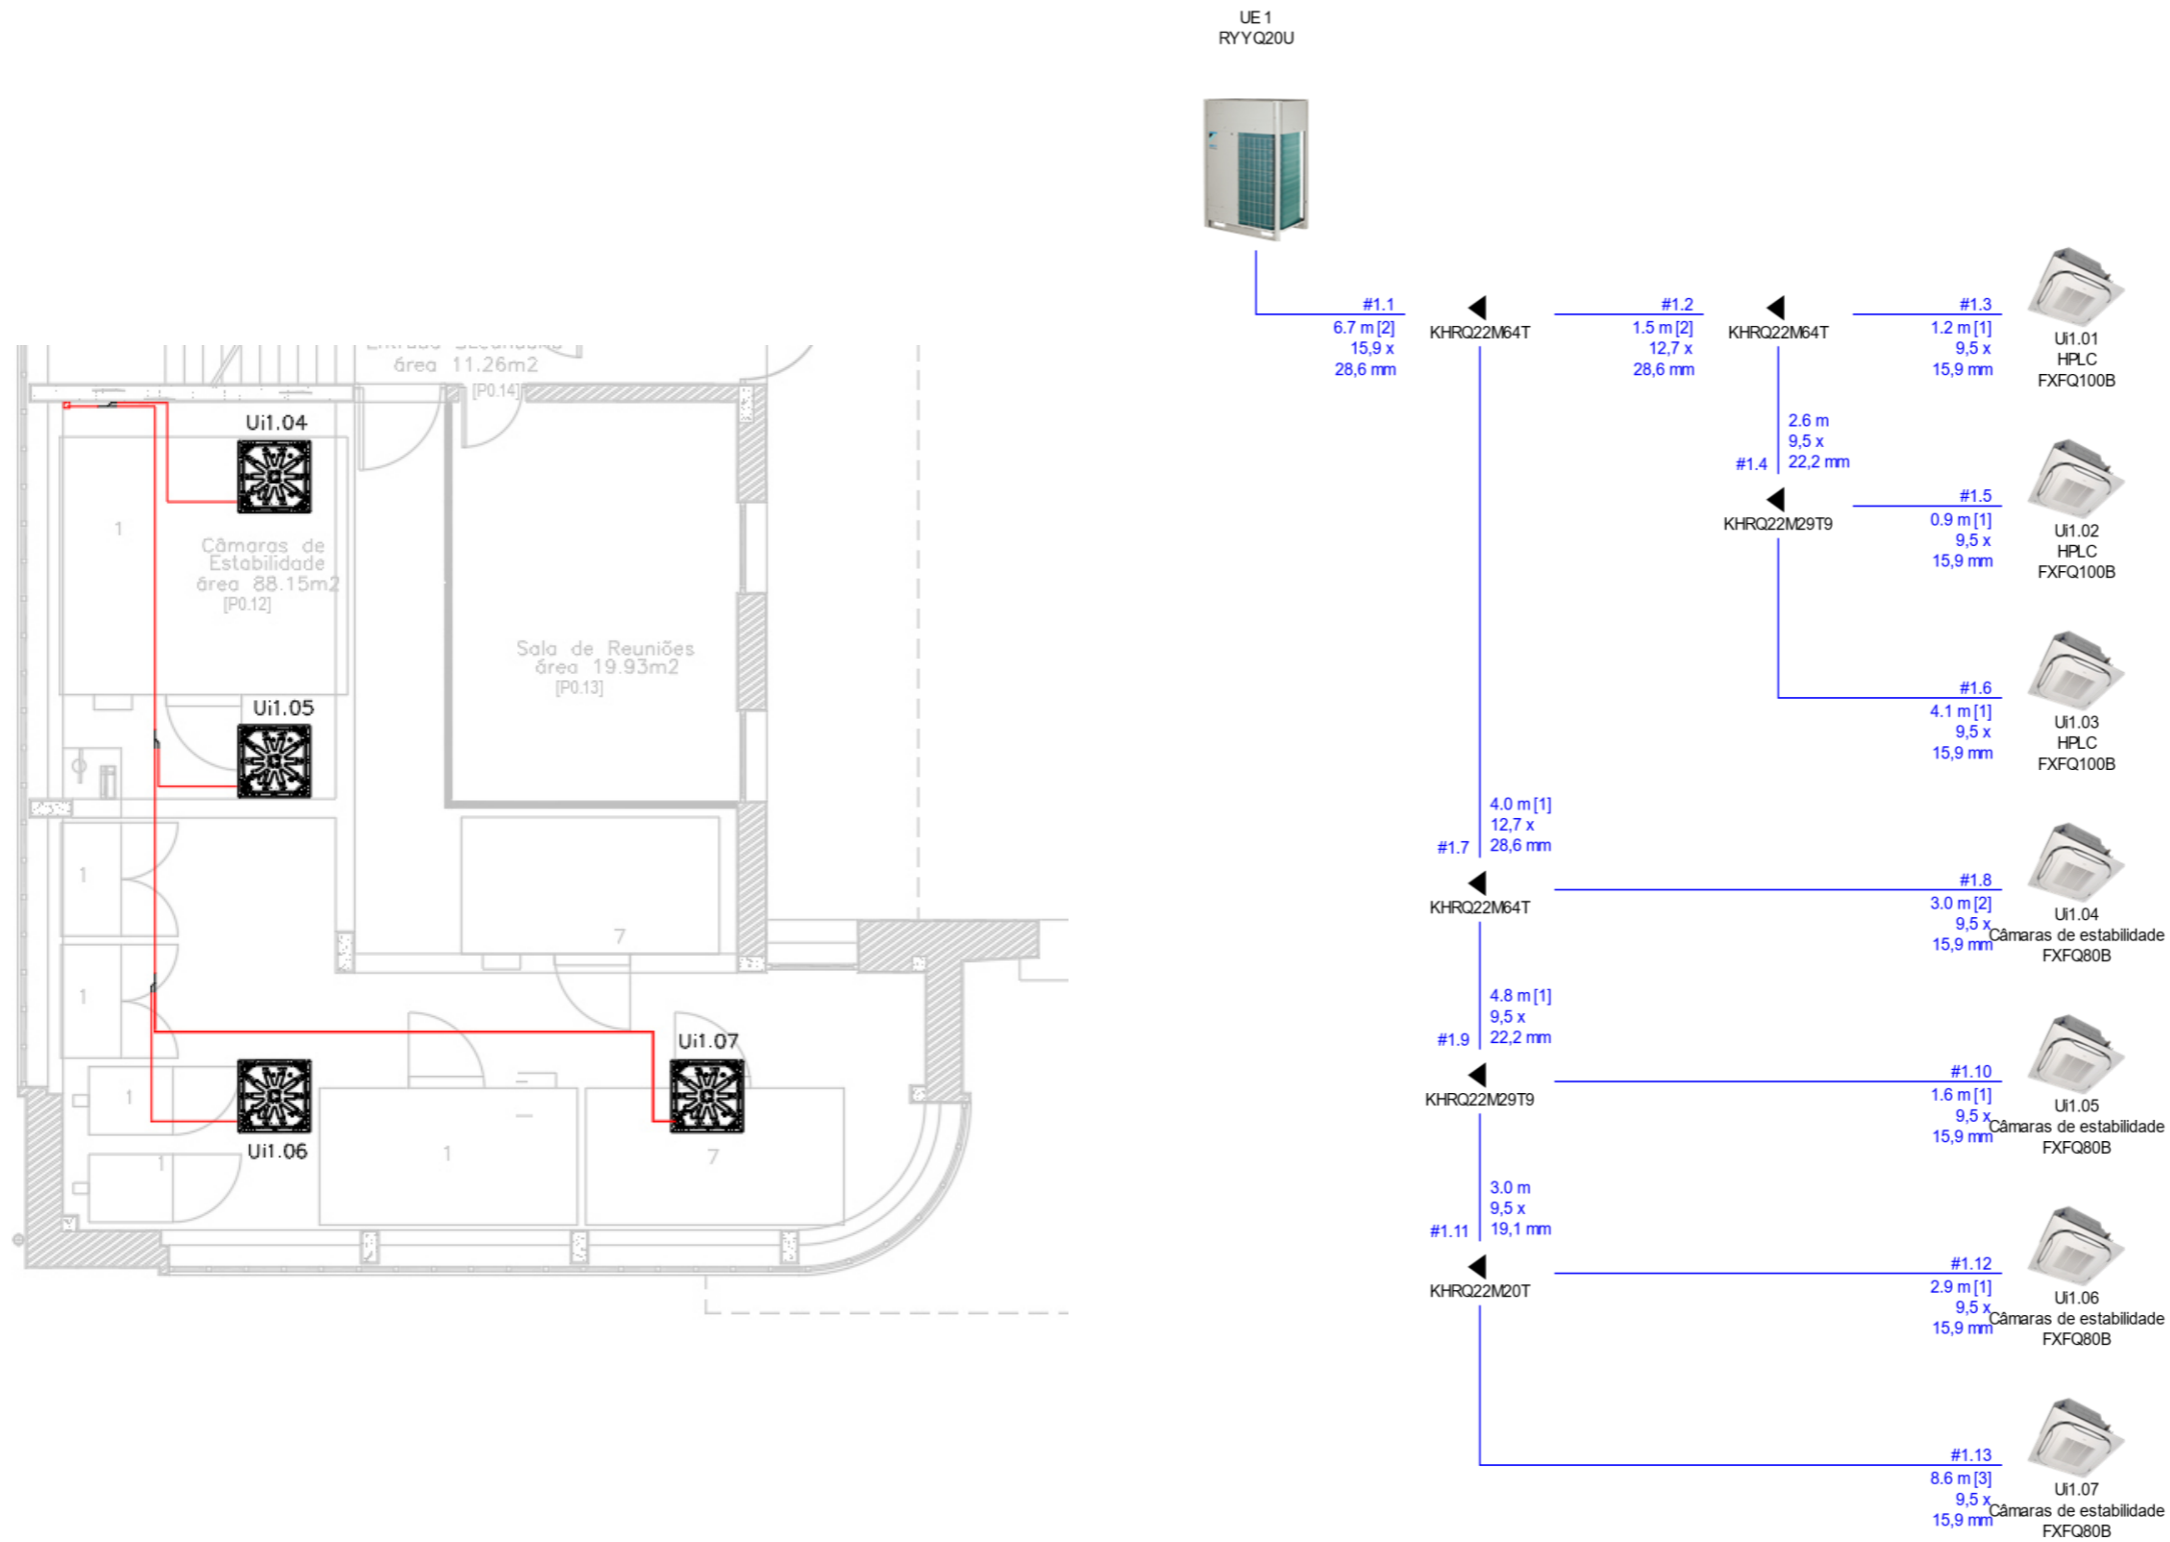 UE 1
RYYQ20U
#1.1
6.7 m [2]
15,9 x
28,6 mm
KHRQ22M64T
#1.2
1.5 m [2]
12,7 x
28,6 mm
KHRQ22M64T
#1.3
1.2 m [1]
9,5 x
15,9 mm
Ui1.01
HPLC
FXFQ100B
2.6 m
9,5 x
22,2 mm
#1.4
KHRQ22M29T9
#1.5
0.9 m [1]
9,5 x
15,9 mm
Ui1.02
HPLC
FXFQ100B
#1.6
4.1 m [1]
9,5 x
15,9 mm
Ui1.03
HPLC
FXFQ100B
4.0 m [1]
12,7 x
28,6 mm
#1.7
KHRQ22M64T
#1.8
3.0 m [2]
9,5 x
15,9 mm
Ui1.04
Câmaras de estabilidade
FXFQ80B
4.8 m [1]
9,5 x
22,2 mm
#1.9
KHRQ22M29T9
#1.10
1.6 m [1]
9,5 x
15,9 mm
Ui1.05
Câmaras de estabilidade
FXFQ80B
3.0 m
9,5 x
19,1 mm
#1.11
KHRQ22M20T
#1.12
2.9 m [1]
9,5 x
15,9 mm
Ui1.06
Câmaras de estabilidade
FXFQ80B
#1.13
8.6 m [3]
9,5 x
15,9 mm
Ui1.07
Câmaras de estabilidade
FXFQ80B
área 11.26m2
[P0.14]
Ui1.04
1
Câmaras de
Estabilidade
área 88.15m2
[P0.12]
Sala de Reuniões
área 19.93m2
[P0.13]
Ui1.05
1
7
1
Ui1.07
1
Ui1.06
1
1
7